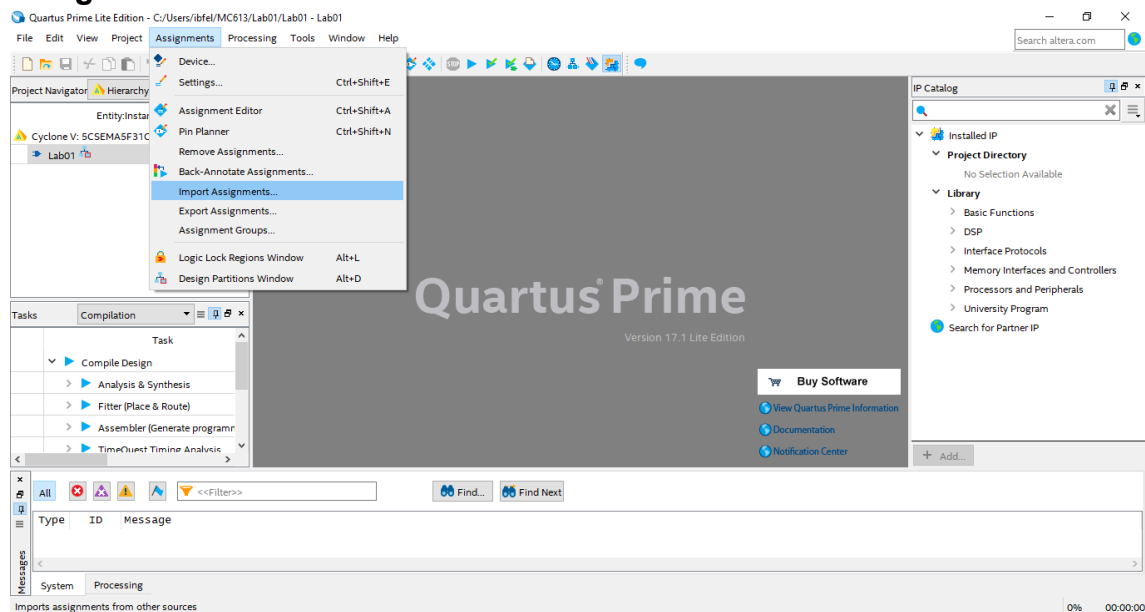 Quartus Prime Lite Edition - C:/Users/ibfel/MC613/Lab01/Lab01 - Lab01
File Edit View Project Assignments Processing Tools Window Help
Search altera.com
Device...
Settings... Ctrl+Shift+E
Assignment Editor Ctrl+Shift+A
Pin Planner Ctrl+Shift+N
Remove Assignments...
Back-Annotate Assignments...
Import Assignments...
Export Assignments...
Assignment Groups...
Logic Lock Regions Window Alt+L
Design Partitions Window Alt+D
Project Navigator Hierarchy
Entity:Instan
Cyclone V: 5CSEMA5F31C
Lab01
Tasks Compilation
Task
Compile Design
Analysis & Synthesis
Fitter (Place & Route)
Assembler (Generate programm
TimeQuest Timing Analysis
Quartus Prime
Version 17.1 Lite Edition
Buy Software
View Quartus Prime Information
Documentation
Notification Center
IP Catalog
Installed IP
Project Directory
No Selection Available
Library
Basic Functions
DSP
Interface Protocols
Memory Interfaces and Controllers
Processors and Peripherals
University Program
Search for Partner IP
+ Add...
All <<Filter>> Find... Find Next
Type ID Message
Messages
System Processing
Imports assignments from other sources 0% 00:00:00